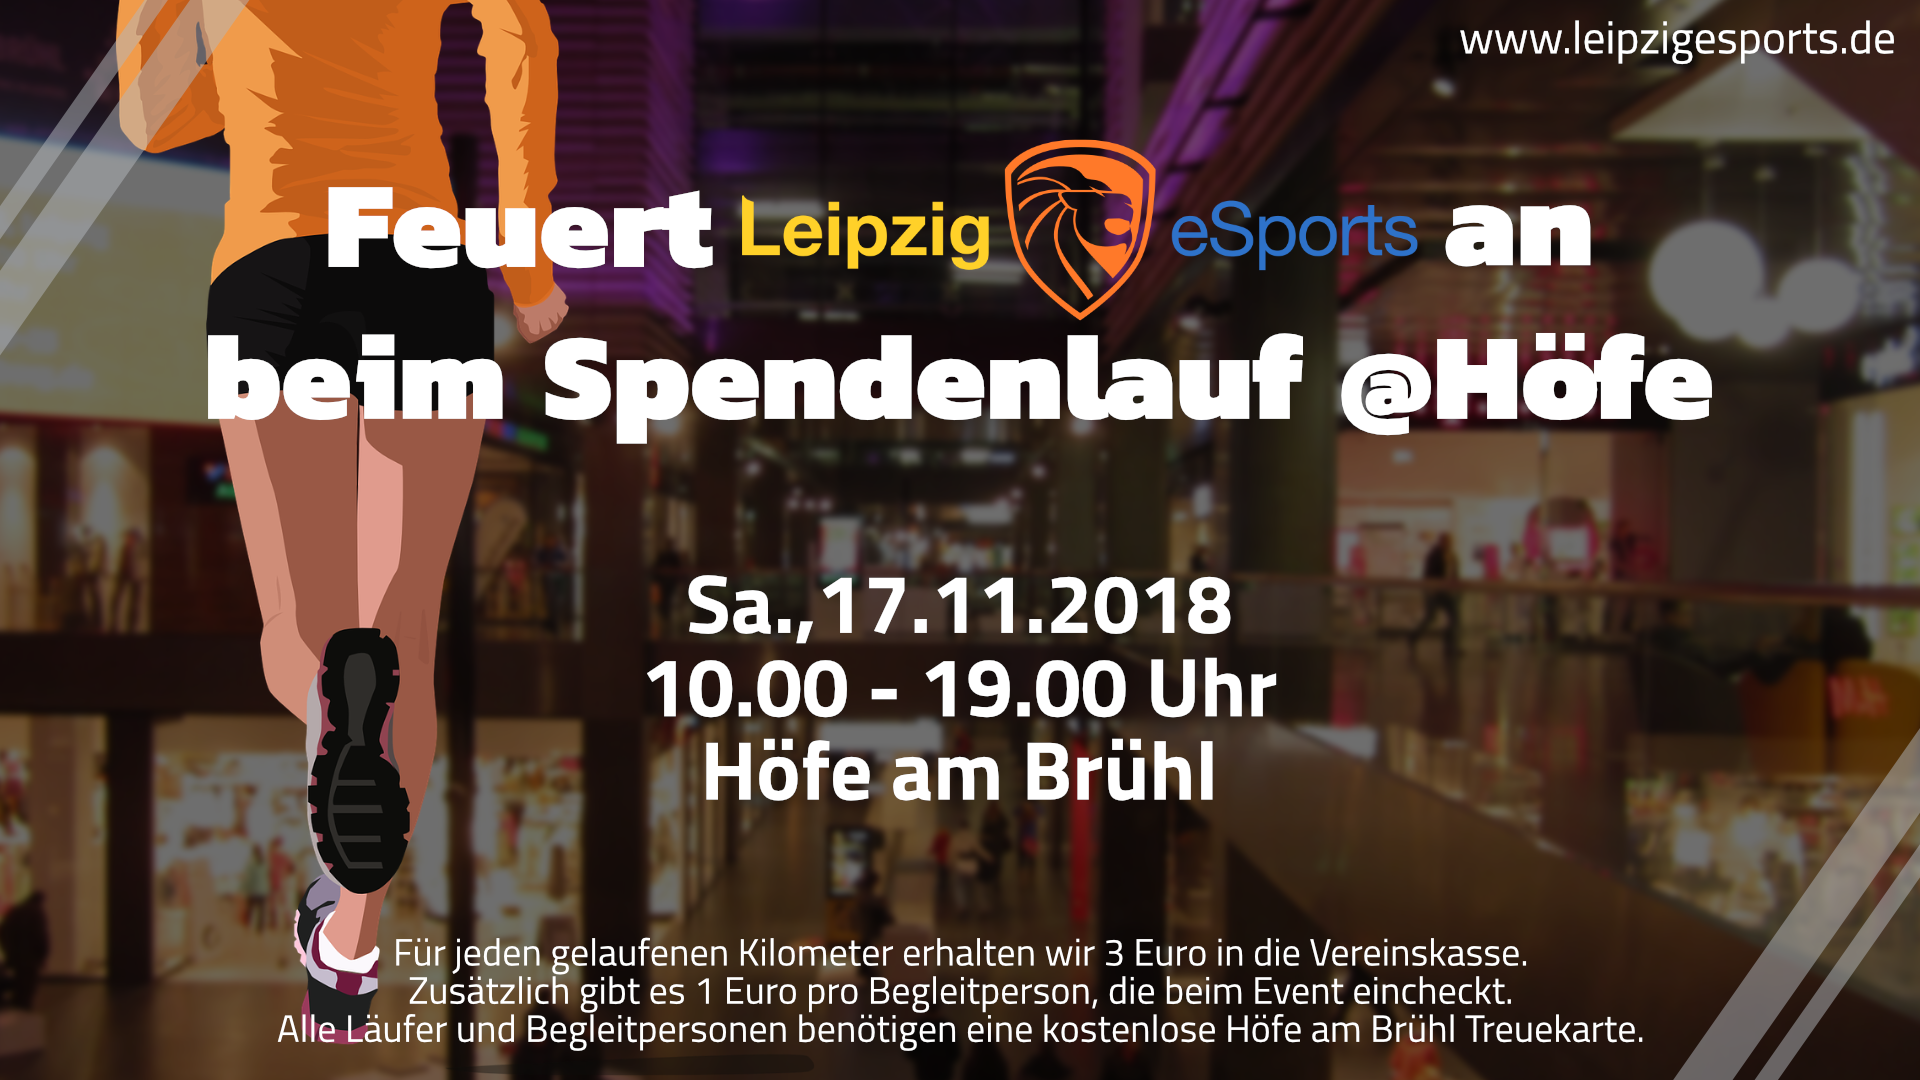 www.leipzigesports.de
Feuert Leipzig eSports an
beim Spendenlauf @Höfe
Sa.,17.11.2018
10.00 - 19.00 Uhr
Höfe am Brühl
Für jeden gelaufenen Kilometer erhalten wir 3 Euro in die Vereinskasse.
Zusätzlich gibt es 1 Euro pro Begleitperson, die beim Event eincheckt.
Alle Läufer und Begleitpersonen benötigen eine kostenlose Höfe am Brühl Treuekarte.